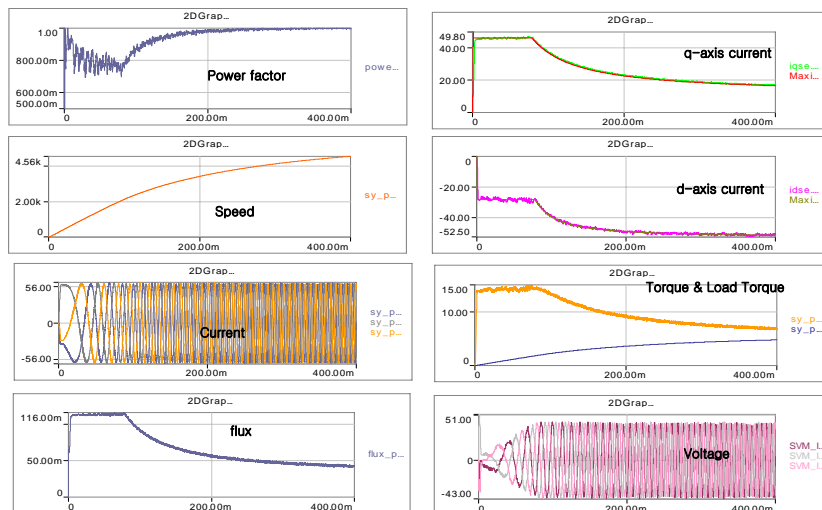 2DGrap...
1.00
800.00m
600.00m
500.00m
Power factor
powe...
0
200.00m
400.00m
2DGrap...
49.80
40.00
20.00
0
q-axis current
iqse....
Maxi...
0
200.00m
400.00m
2DGrap...
4.56k
2.00k
0
Speed
sy_p...
0
200.00m
400.00m
2DGrap...
0
-20.00
-40.00
-52.50
d-axis current
idse....
Maxi...
0
200.00m
400.00m
2DGrap...
56.00
0
-56.00
Current
sy_p...
sy_p...
sy_p...
0
200.00m
400.00m
2DGrap...
Torque & Load Torque
15.00
10.00
0
sy_p...
sy_p...
0
200.00m
400.00m
2DGrap...
116.00m
50.00m
0
flux
flux_p...
0
200.00m
400.00m
2DGrap...
51.00
0
-43.00
Voltage
SVM_I...
SVM_I...
SVM_I...
0
200.00m
400.00m